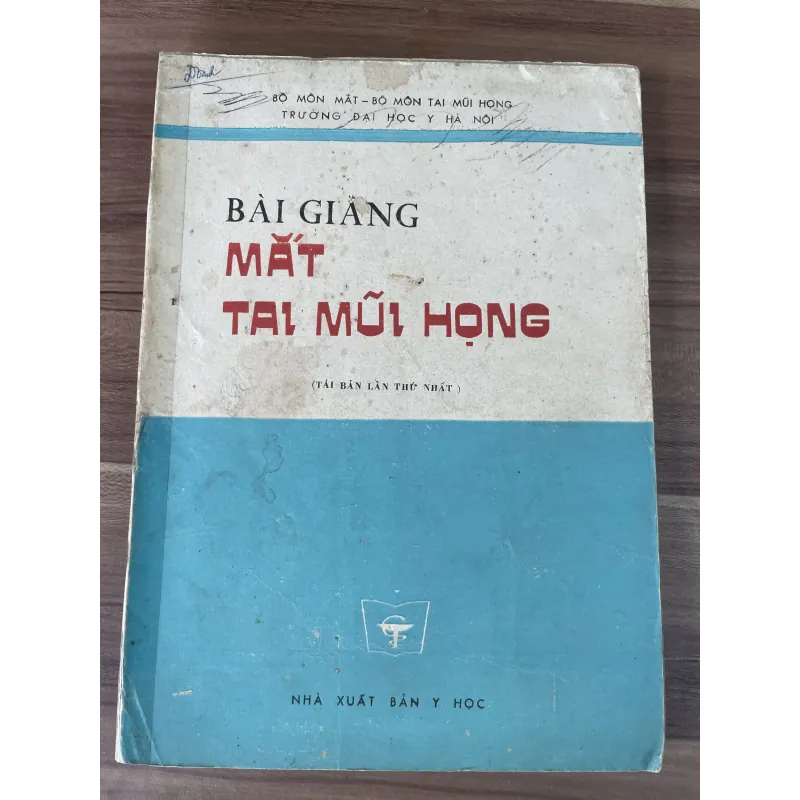 Doanh
BỘ MÔN MẮT – BỘ MÔN TAI MŨI HỌNG
TRƯỜNG ĐẠI HỌC Y HÀ NỘI
BÀI GIẢNG
MẮT
TAI MŨI HỌNG
(TÁI BẢN LẦN THỨ NHẤT)
NHÀ XUẤT BẢN Y HỌC